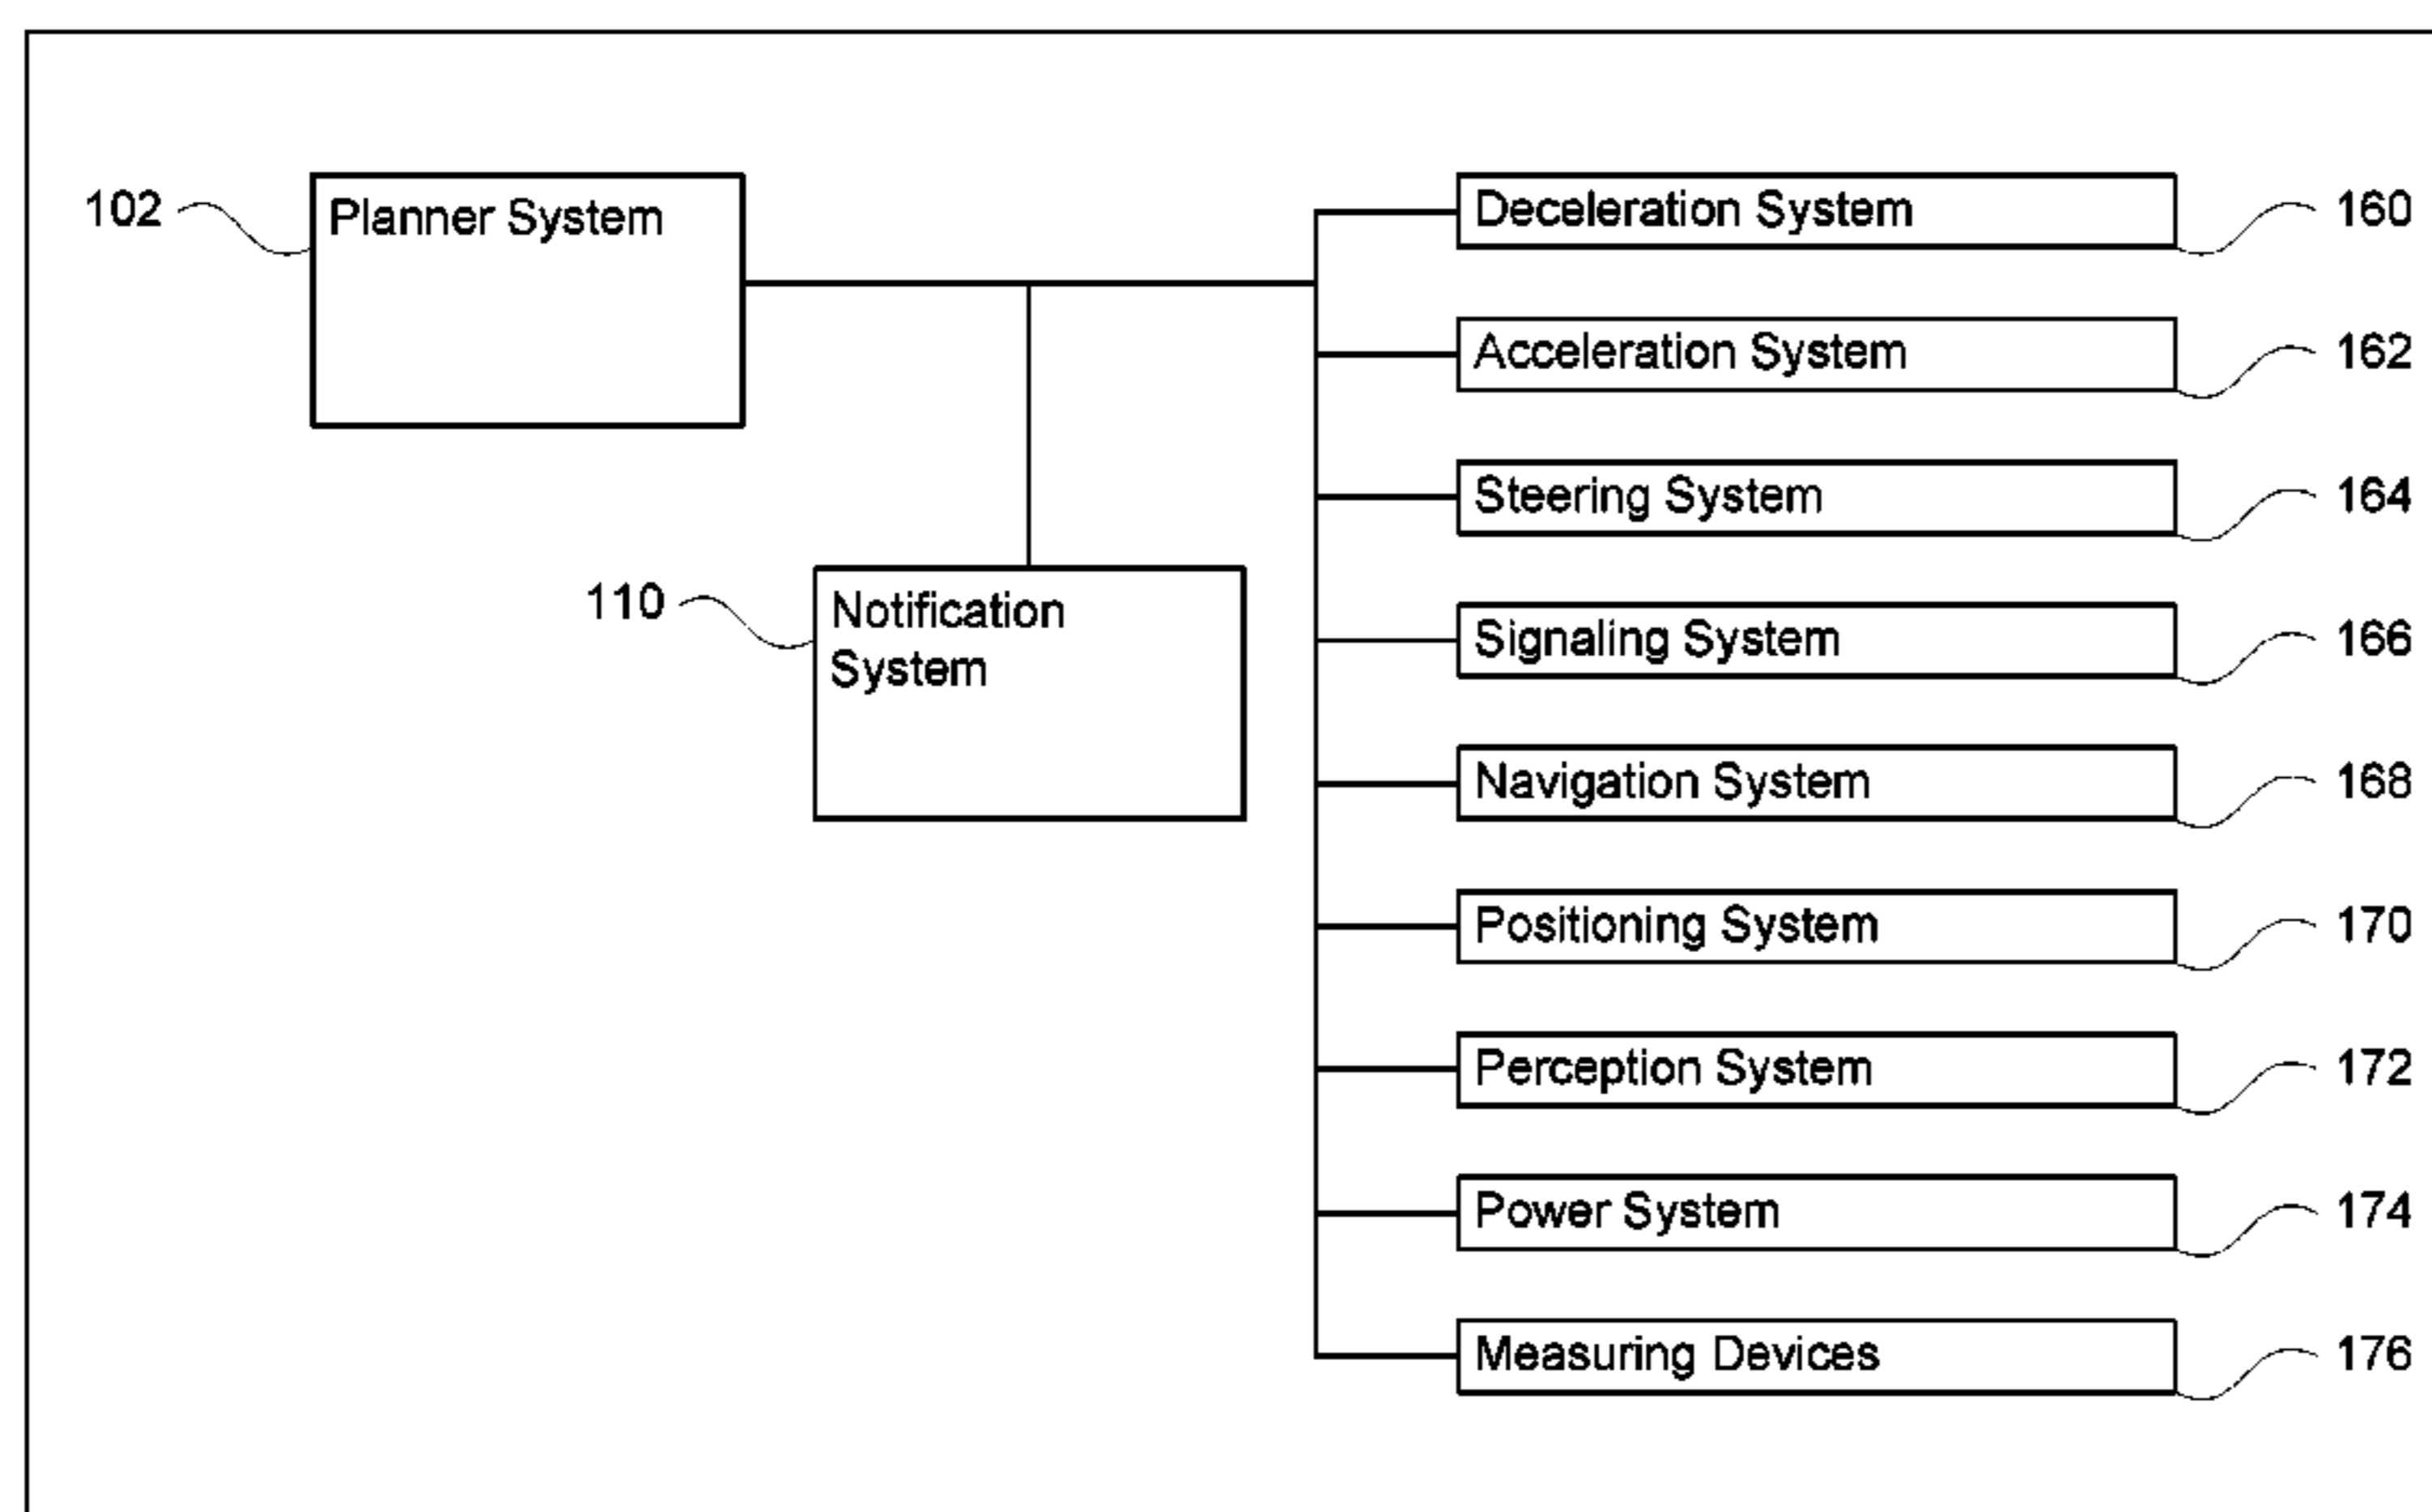 102
Planner System
110
Notification
System
Deceleration System
160
Acceleration System
162
Steering System
164
Signaling System
166
Navigation System
168
Positioning System
170
Perception System
172
Power System
174
Measuring Devices
176